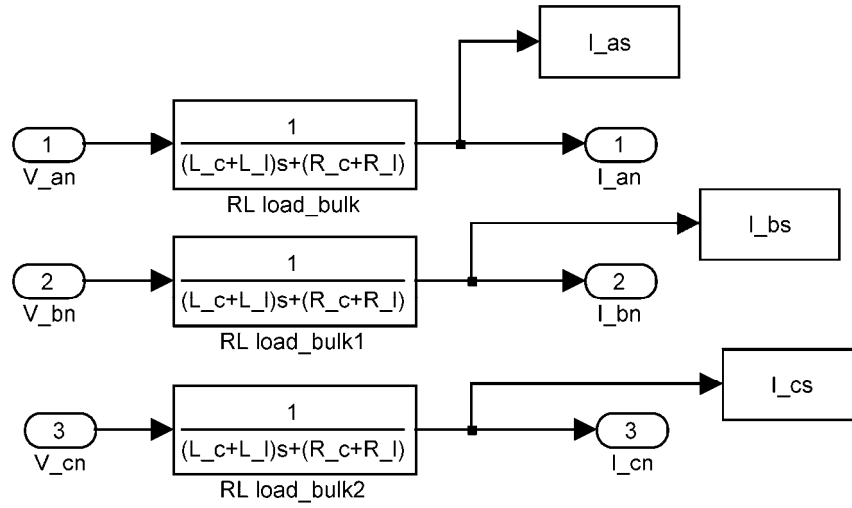 I_as
1
1
(L_c+L_l)s+(R_c+R_l)
1
V_an
RL load_bulk
I_an
I_bs
2
1
(L_c+L_l)s+(R_c+R_l)
2
V_bn
RL load_bulk1
I_bn
I_cs
3
1
(L_c+L_l)s+(R_c+R_l)
3
V_cn
RL load_bulk2
I_cn